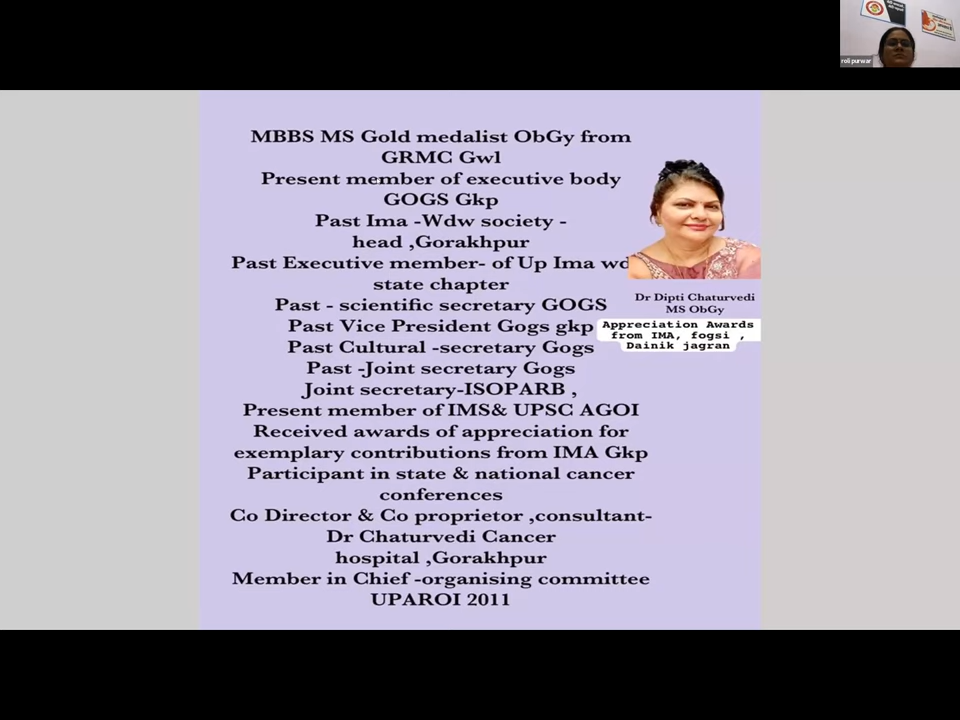 roli purwar
MBBS MS Gold medalist ObGy from
GRMC Gwl
Present member of executive body
GOGS Gkp
Past Ima -Wdw society -
head ,Gorakhpur
Past Executive member- of Up Ima wd
state chapter
Past - scientific secretary GOGS
Past Vice President Gogs gkp
Past Cultural -secretary Gogs
Past -Joint secretary Gogs
Joint secretary-ISOPARB ,
Present member of IMS& UPSC AGOI
Received awards of appreciation for
exemplary contributions from IMA Gkp
Participant in state & national cancer
conferences
Co Director & Co proprietor ,consultant-
Dr Chaturvedi Cancer
hospital ,Gorakhpur
Member in Chief -organising committee
UPAROI 2011
Dr Dipti Chaturvedi
MS ObGy
Appreciation Awards
from IMA, fogsi ,
Dainik jagran